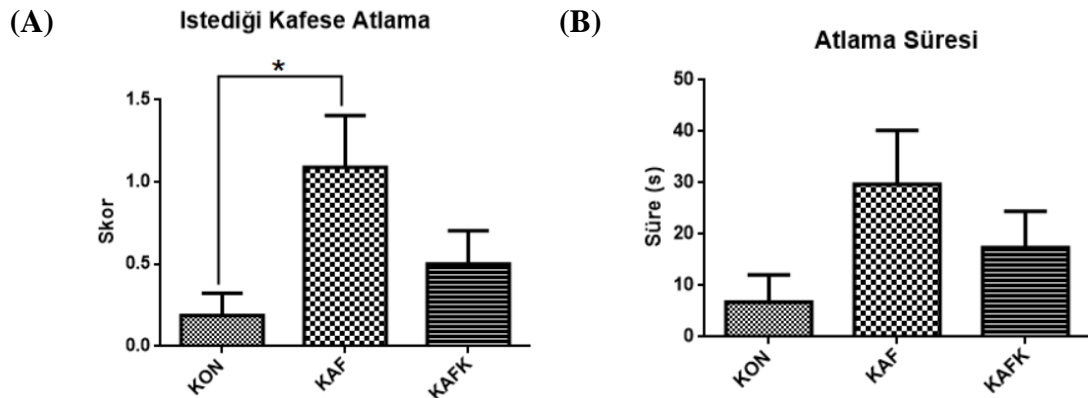 (A)
Istediği Kafese Atlama
*
Skor
1.5
1.0
0.5
0.0
KON
KAF
KAFK
(B)
Atlama Süresi
Süre (s)
50
40
30
20
10
0
KON
KAF
KAFK